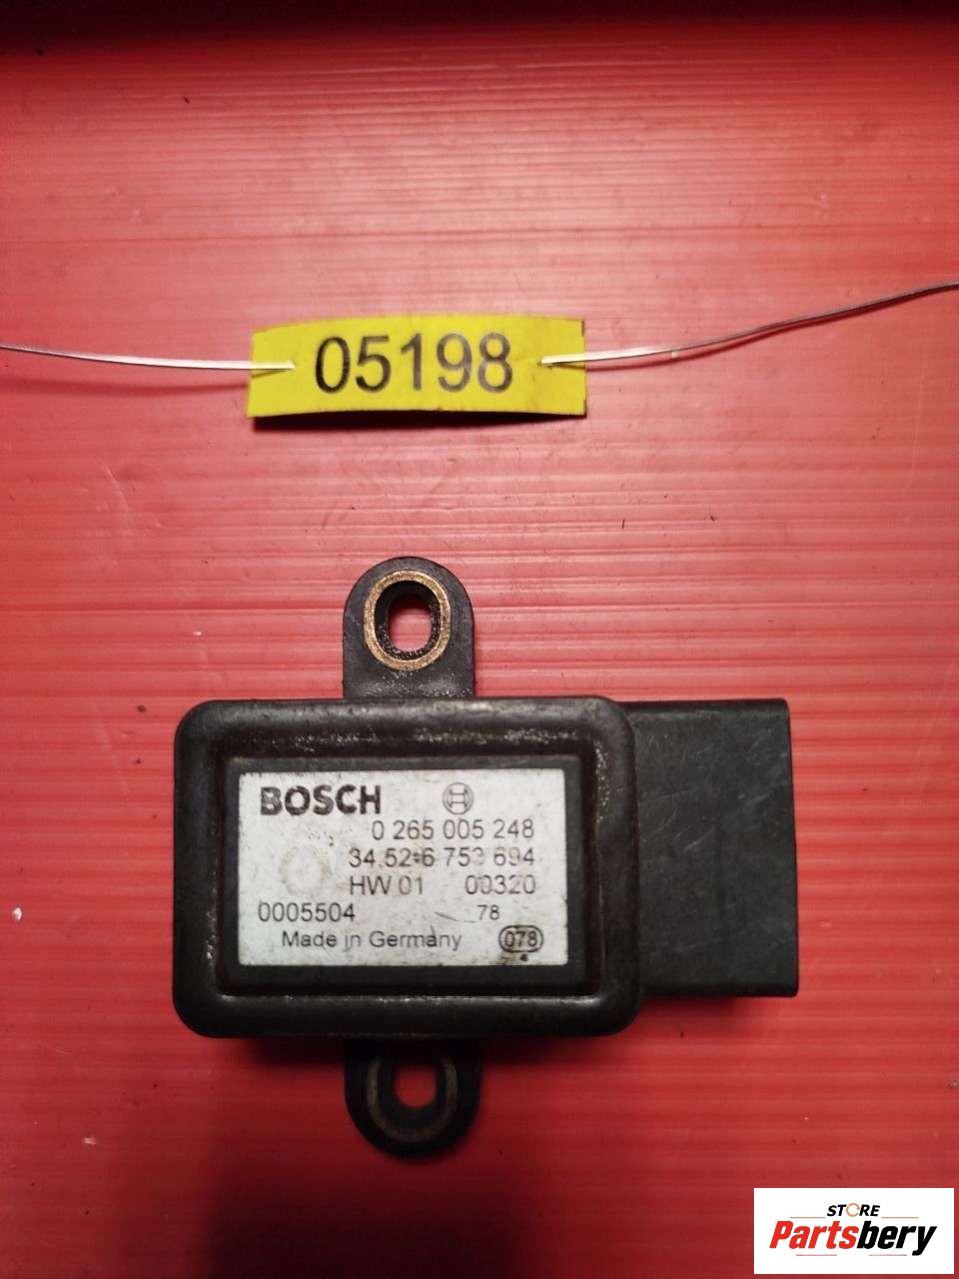 05198
BOSCH
0 265 005 248
34.52-6 753 694
HW 01 00320
0005504 78
Made in Germany 078
4
STORE
Partsbery